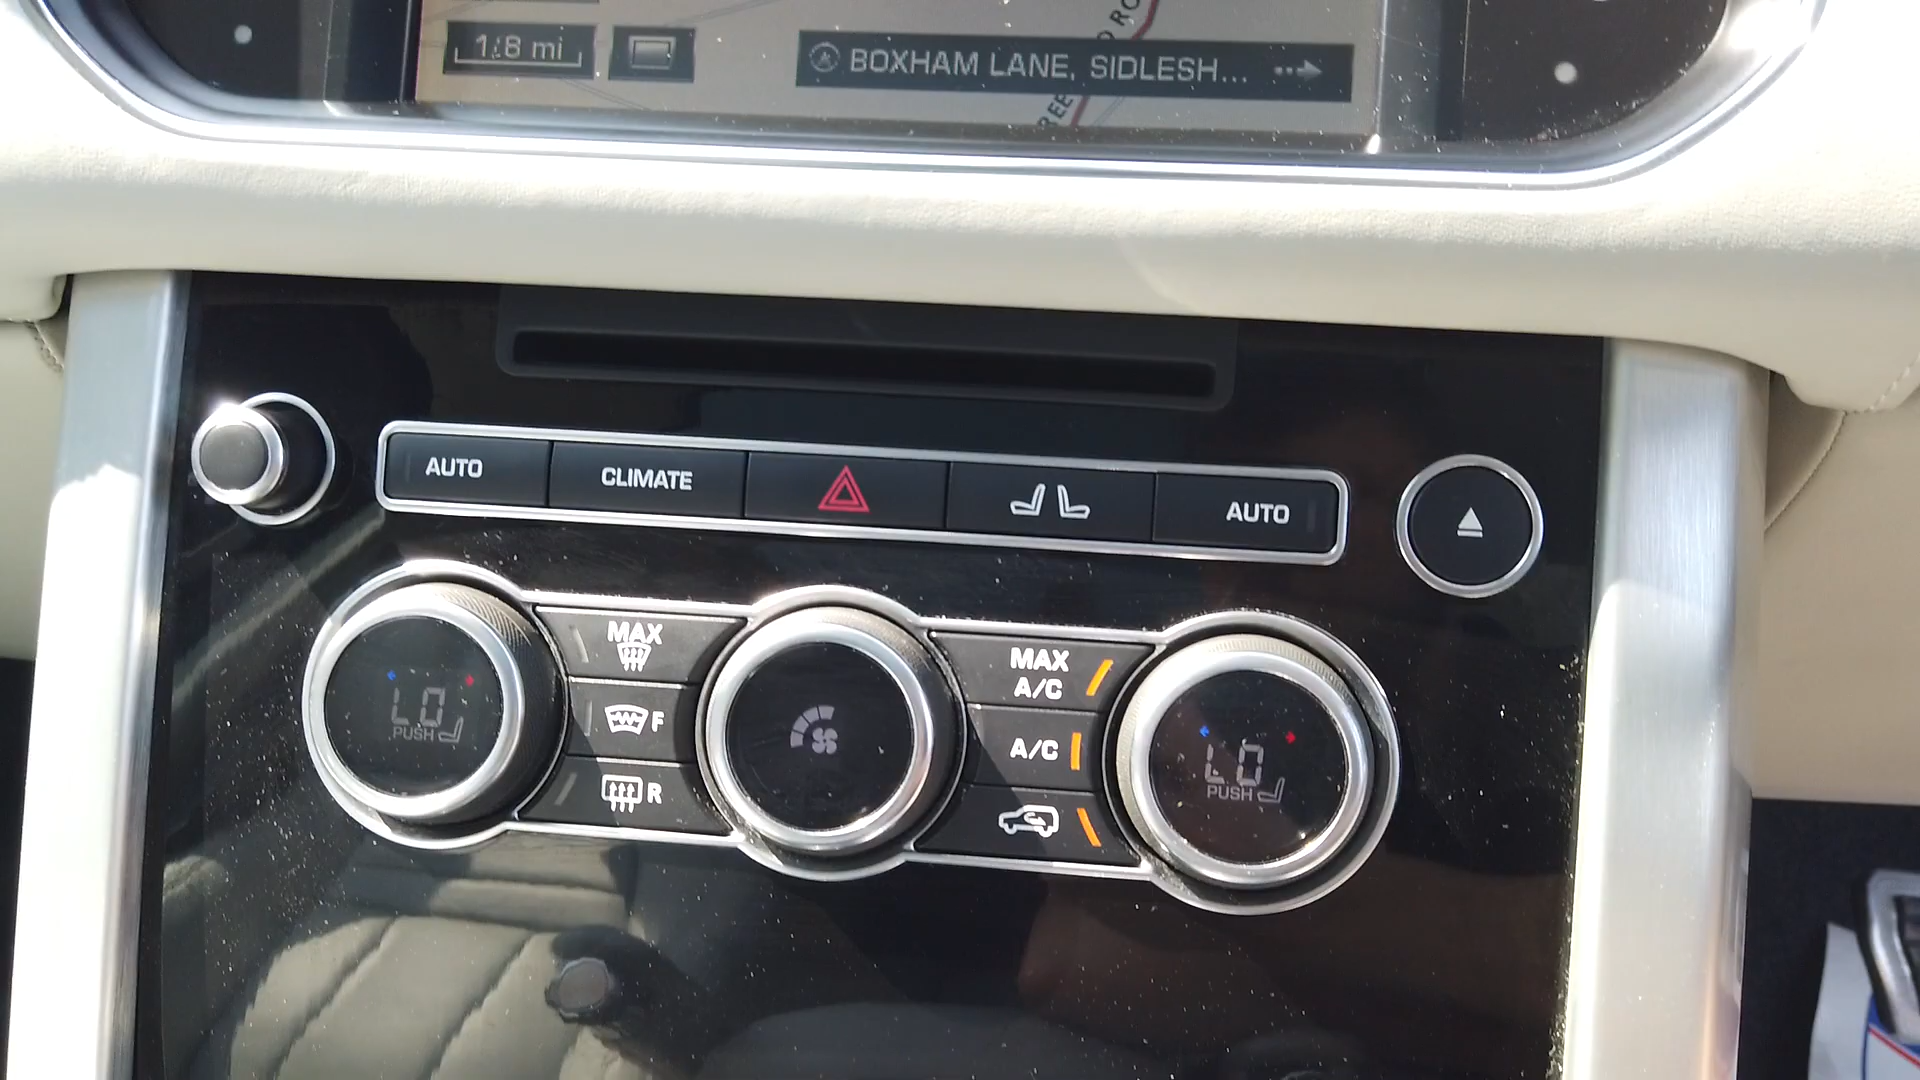 1/8 mi
BOXHAM LANE, SIDLESH...
AUTO
CLIMATE
AUTO
MAX
F
R
MAX
A/C
A/C
LO
PUSH
LO
PUSH